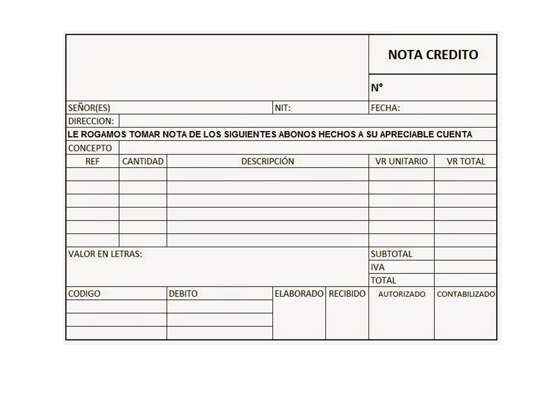 NOTA CREDITO
N°
SEÑOR(ES) NIT: FECHA:
DIRECCION:
LE ROGAMOS TOMAR NOTA DE LOS SIGUIENTES ABONOS HECHOS A SU APRECIABLE CUENTA
CONCEPTO
REF CANTIDAD DESCRIPCIÓN VR UNITARIO VR TOTAL
VALOR EN LETRAS: SUBTOTAL
IVA
TOTAL
CODIGO DEBITO ELABORADO RECIBIDO AUTORIZADO CONTABILIZADO